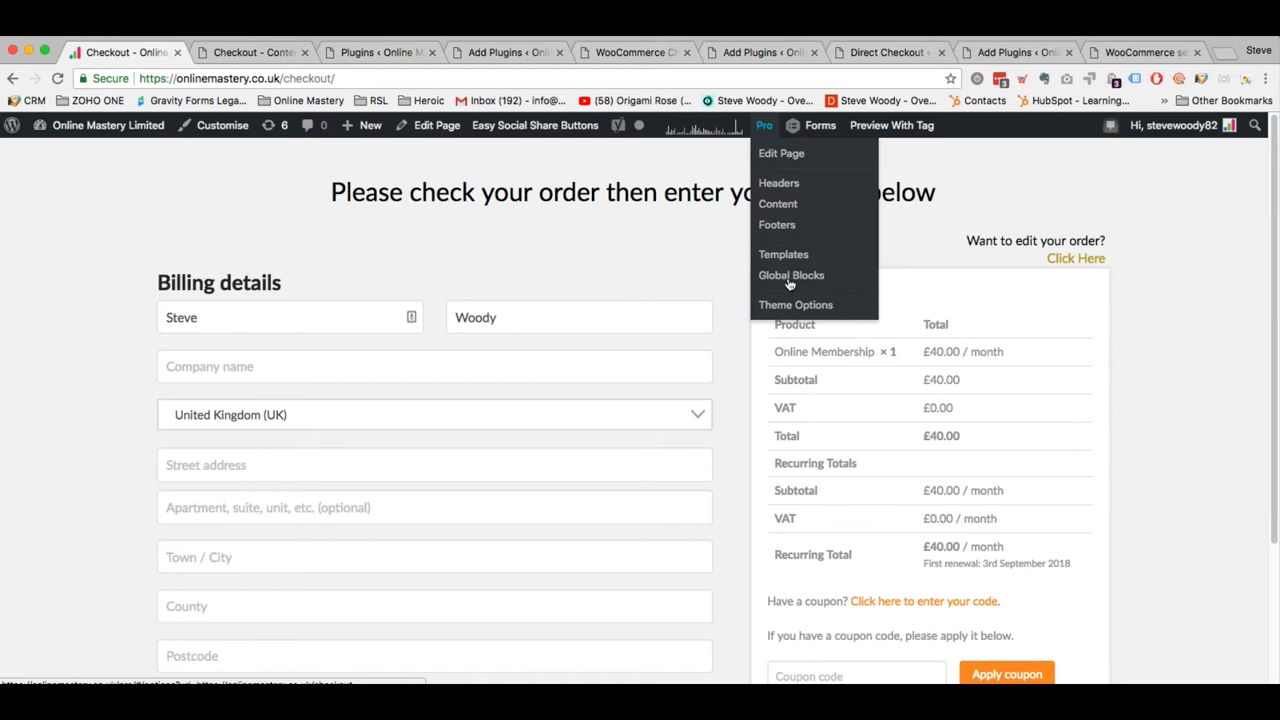 Checkout - Online
Checkout - Conte
Plugins ‹ Online M
Add Plugins ‹ Onl
WooCommerce Ch
Add Plugins ‹ Onl
Direct Checkout ‹
Add Plugins ‹ Onl
WooCommerce se
Steve
Secure https://onlinemastery.co.uk/checkout/
CRM ZOHO ONE Gravity Forms Lega... Online Mastery RSL Heroic Inbox (192) - info@... (58) Origami Rose (... Steve Woody - Ove... Steve Woody - Ove... Contacts HubSpot - Learning... » Other Bookmarks
Online Mastery Limited Customise 6 0 New Edit Page Easy Social Share Buttons Pro Forms Preview With Tag Hi, stevewoody82
Edit Page
Headers
Content
Footers
Templates
Global Blocks
Theme Options
Please check your order then enter yo
elow
Want to edit your order?
Click Here
Billing details
Steve
Woody
Company name
United Kingdom (UK)
Street address
Apartment, suite, unit, etc. (optional)
Town / City
County
Postcode
Product Total
Online Membership × 1 £40.00 / month
Subtotal £40.00
VAT £0.00
Total £40.00
Recurring Totals
Subtotal £40.00 / month
VAT £0.00 / month
Recurring Total £40.00 / month
First renewal: 3rd September 2018
Have a coupon? Click here to enter your code.
If you have a coupon code, please apply it below.
Coupon code
Apply coupon